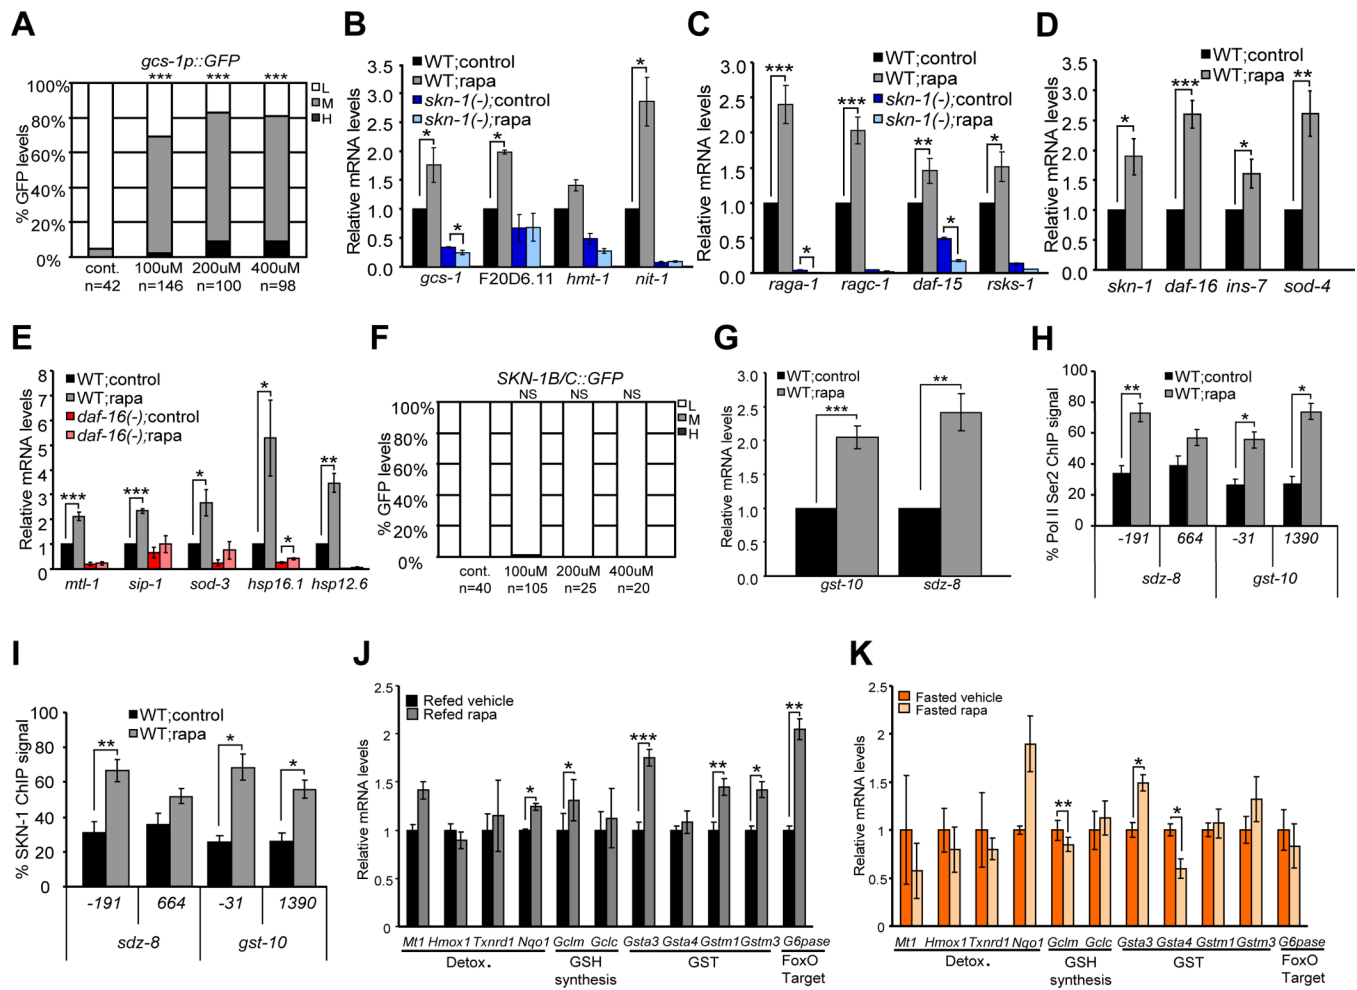 A
gcs-1p::GFP
*** *** ***
100%
80%
60%
40%
20%
0%
% GFP levels
L
M
H
cont. 100uM 200uM 400uM
n=42 n=146 n=100 n=98
B
WT;control
WT;rapa
skn-1(-);control
skn-1(-);rapa
3.5
3.0
2.5
2.0
1.5
1.0
0.5
0.0
Relative mRNA levels
* * * *
gcs-1 F20D6.11 hmt-1 nit-1
C
WT;control
WT;rapa
skn-1(-);control
skn-1(-);rapa
3.0
2.5
2.0
1.5
1.0
0.5
0.0
Relative mRNA levels
*** * *** ** * *
raga-1 ragc-1 daf-15 rsks-1
D
WT;control
WT;rapa
3.5
3.0
2.5
2.0
1.5
1.0
0.5
0.0
Relative mRNA levels
* *** * **
skn-1 daf-16 ins-7 sod-4
E
WT;control
WT;rapa
daf-16(-);control
daf-16(-);rapa
8
7
6
5
4
3
2
1
0
Relative mRNA levels
*** *** * * * **
mtl-1 sip-1 sod-3 hsp16.1 hsp12.6
F
SKN-1B/C::GFP
NS NS NS
100%
80%
60%
40%
20%
0%
% GFP levels
L
M
H
cont. 100uM 200uM 400uM
n=40 n=105 n=25 n=20
G
WT;control
WT;rapa
3.0
2.5
2.0
1.5
1.0
0.5
0.0
Relative mRNA levels
*** **
gst-10 sdz-8
H
WT;control
WT;rapa
100
80
60
40
20
0
% Pol II Ser2 ChIP signal
** * *
-191 664 -31 1390
sdz-8 gst-10
I
WT;control
WT;rapa
100
80
60
40
20
0
% SKN-1 ChIP signal
** * *
-191 664 -31 1390
sdz-8 gst-10
J
Refed vehicle
Refed rapa
2.5
2
1.5
1
0.5
0
Relative mRNA levels
* * *** ** * **
Mt1 Hmox1 Txnrd1 Nqo1 Gclm Gclc Gsta3 Gsta4 Gstm1 Gstm3 G6pase
Detox. GSH synthesis GST FoxO Target
K
Fasted vehicle
Fasted rapa
2.5
2
1.5
1
0.5
0
Relative mRNA levels
** * *
Mt1 Hmox1 Txnrd1 Nqo1 Gclm Gclc Gsta3 Gsta4 Gstm1 Gstm3 G6pase
Detox. GSH synthesis GST FoxO Target